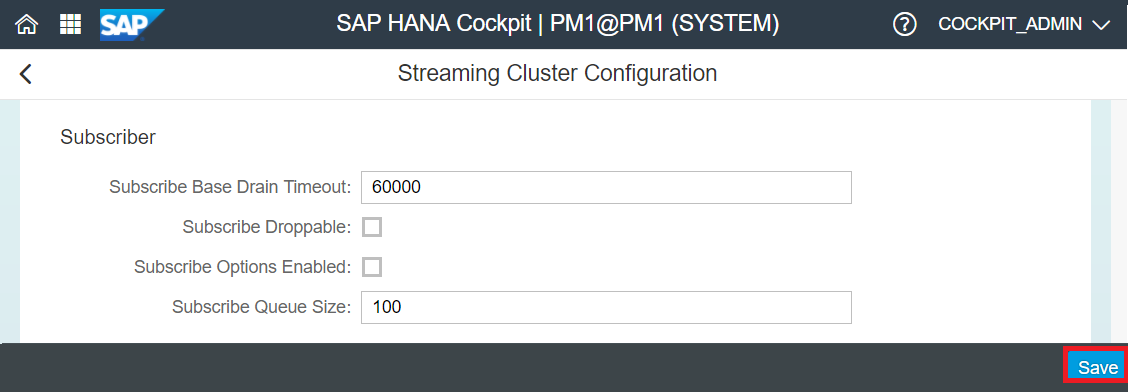 SAP SAP HANA Cockpit | PM1@PM1 (SYSTEM) ? COCKPIT_ADMIN
Streaming Cluster Configuration
Subscriber
Subscribe Base Drain Timeout: 60000
Subscribe Droppable:
Subscribe Options Enabled:
Subscribe Queue Size: 100
Save